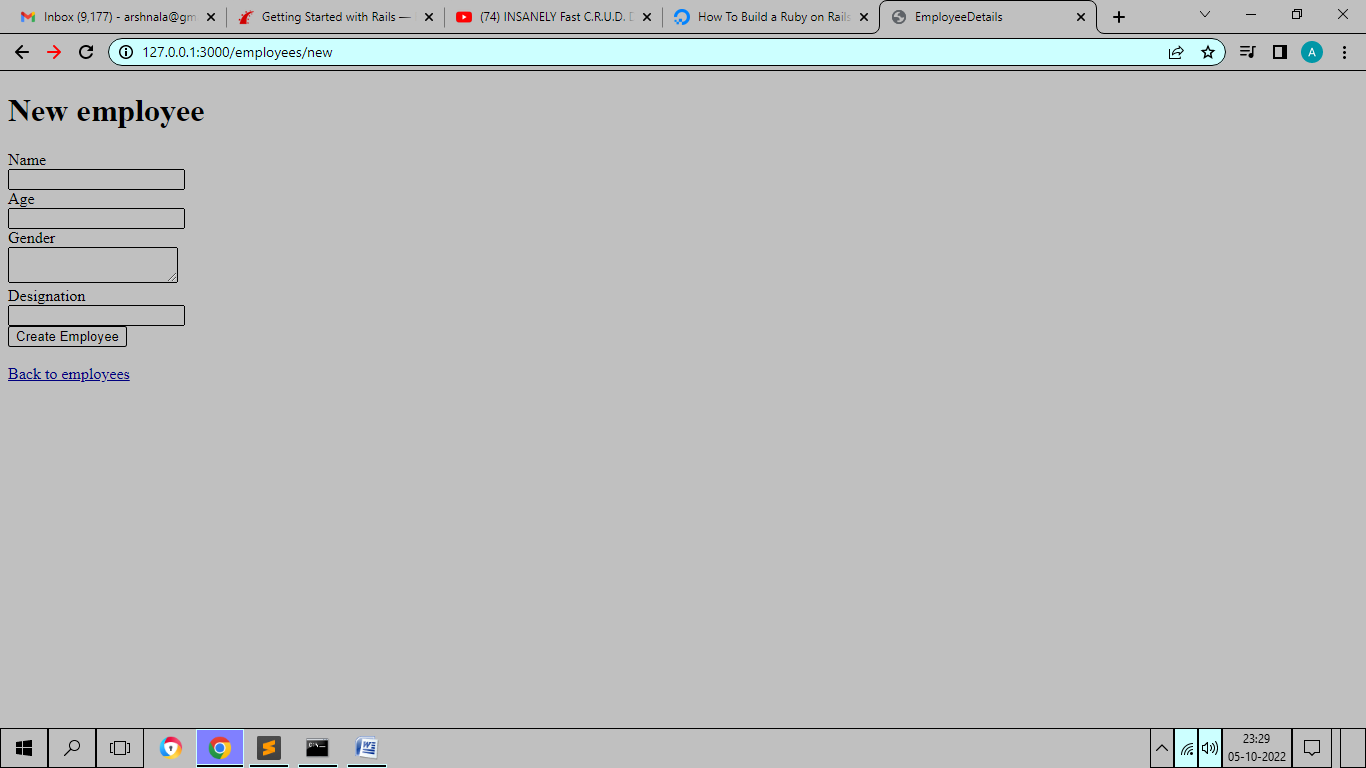 Inbox (9,177) - arshnala@gm
Getting Started with Rails —
(74) INSANELY Fast C.R.U.D.
How To Build a Ruby on Rails
EmployeeDetails
127.0.0.1:3000/employees/new
A
New employee
Name
Age
Gender
Designation
Create Employee
Back to employees
23:29
05-10-2022